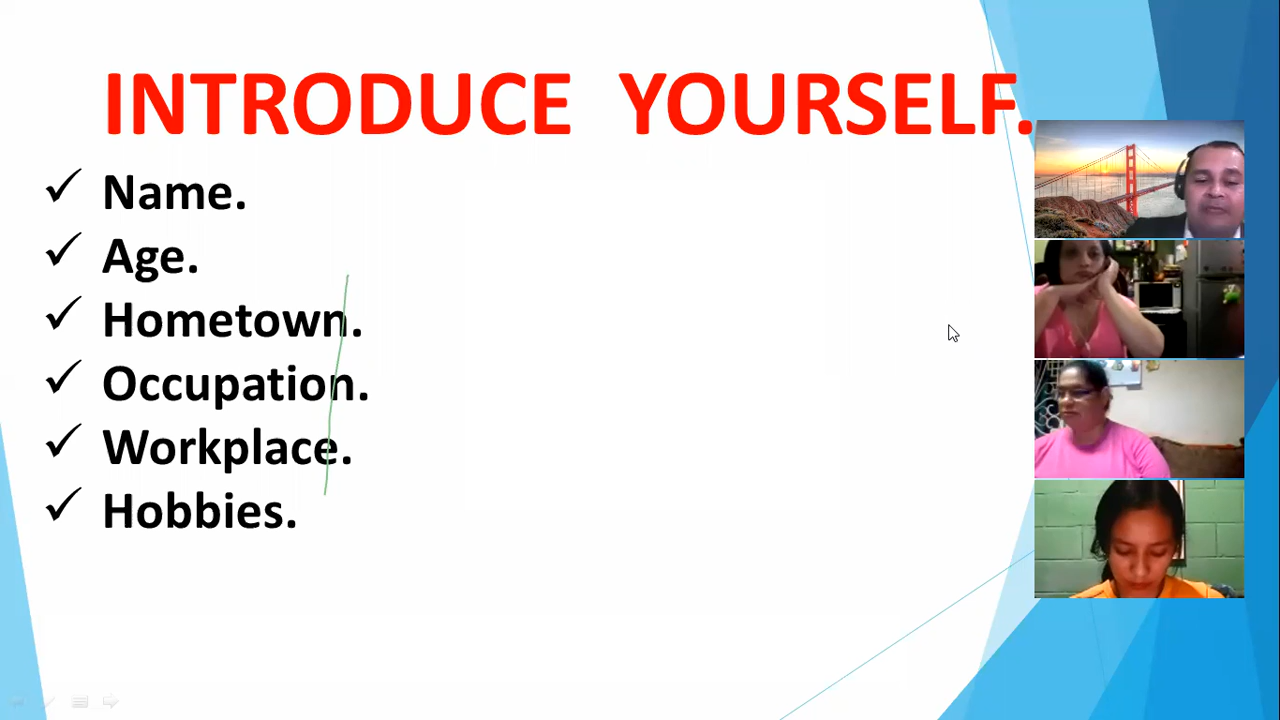 INTRODUCE YOURSELF.
✓ Name.
✓ Age.
✓ Hometown.
✓ Occupation.
✓ Workplace.
✓ Hobbies.